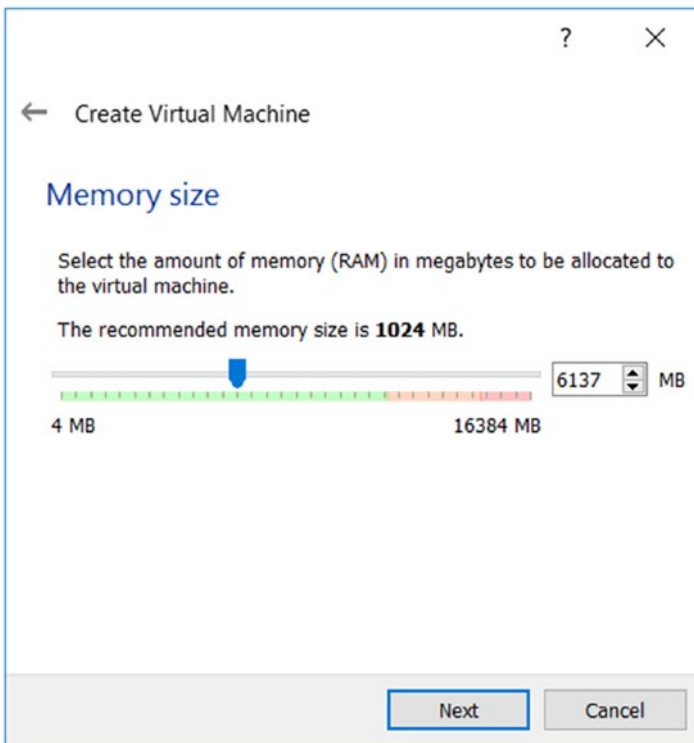 ?
Create Virtual Machine
Memory size
Select the amount of memory (RAM) in megabytes to be allocated to
the virtual machine.
The recommended memory size is 1024 MB.
6137 MB
4 MB 16384 MB
Next Cancel